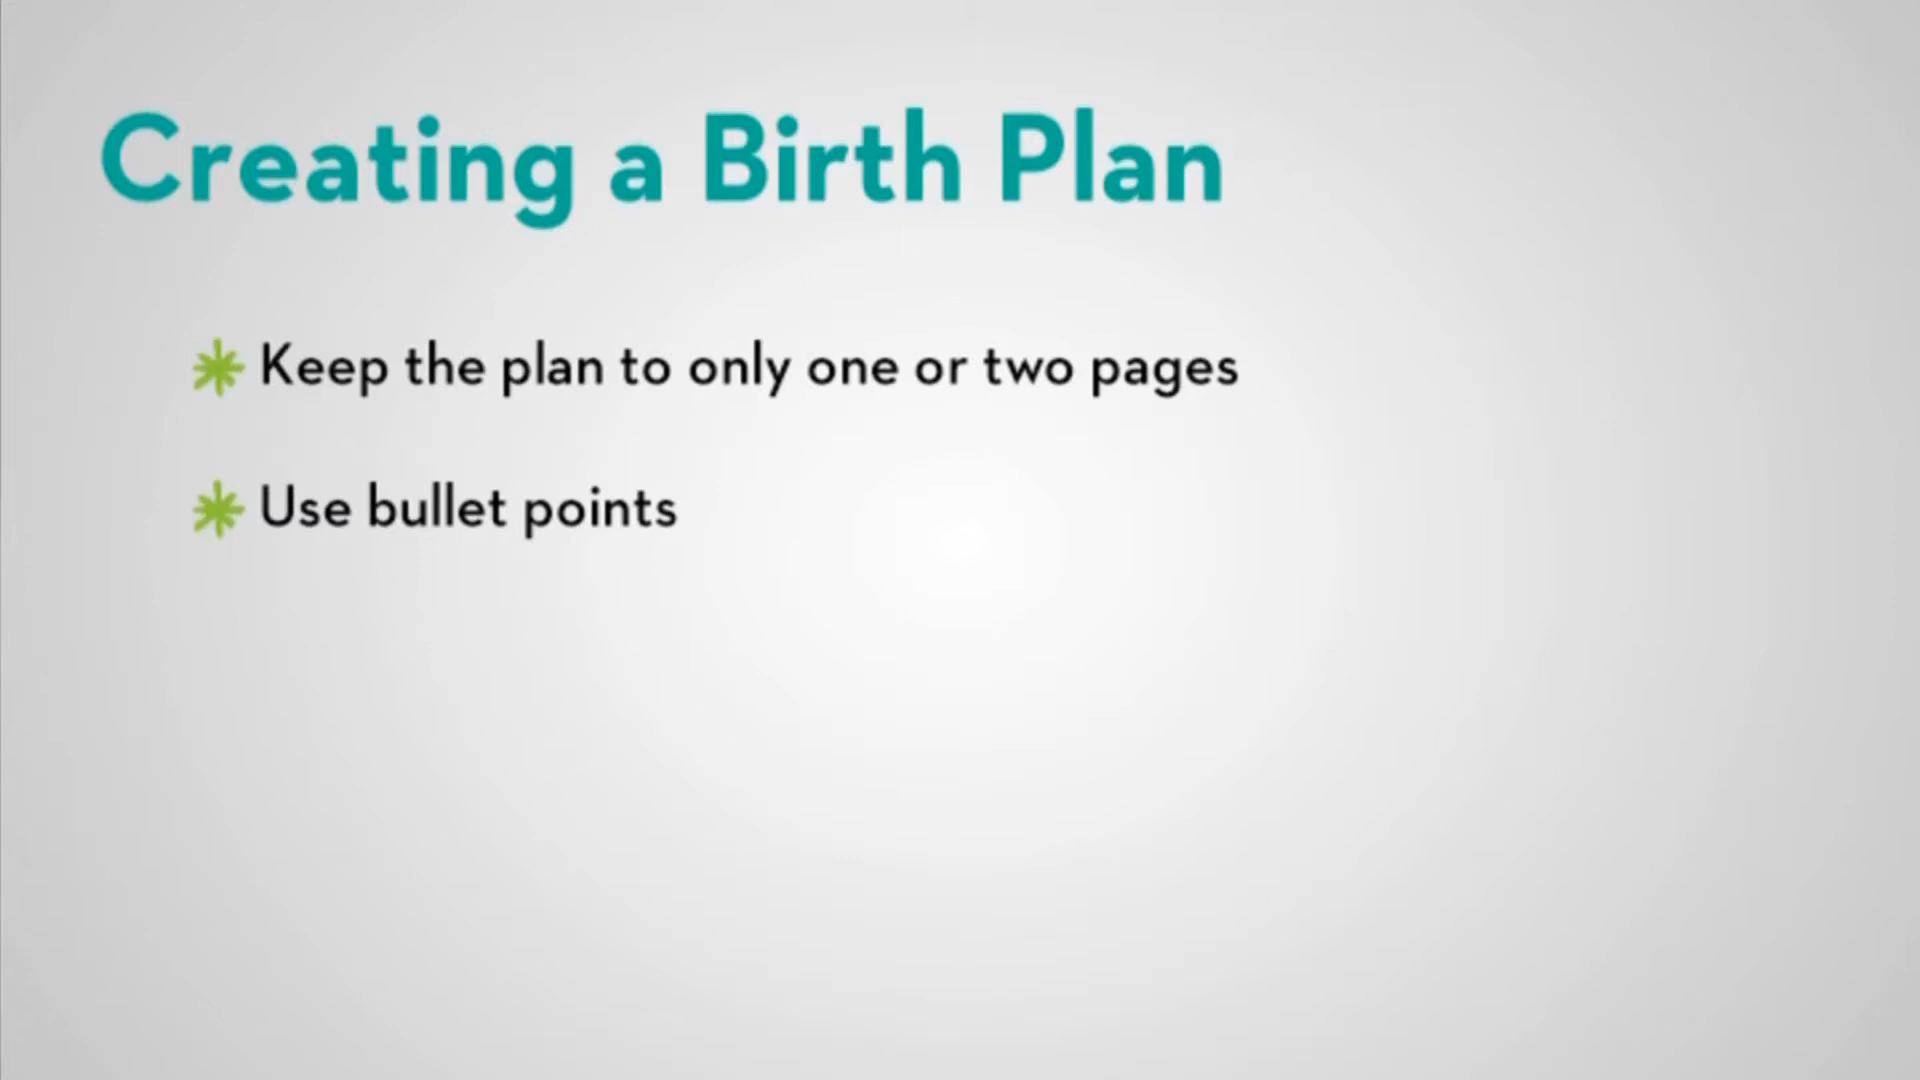 Creating a Birth Plan
Keep the plan to only one or two pages
Use bullet points